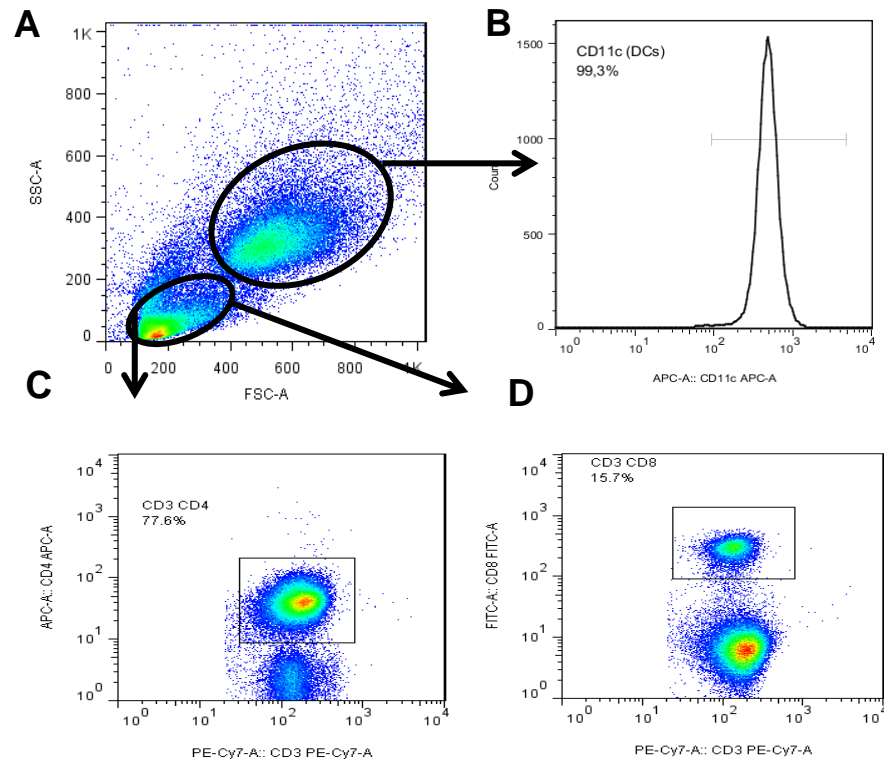 A
1K
800
600
400
200
0
SSC-A
0 200 400 600 800 1K
FSC-A
B
CD11c (DCs)
99,3%
1500
1000
500
0
Coun
10^0 10^1 10^2 10^3 10^4
APC-A:: CD11c APC-A
C
CD3 CD4
77.6%
10^4
10^3
10^2
10^1
10^0
APC-A:: CD4 APC-A
10^0 10^1 10^2 10^3 10^4
PE-Cy7-A:: CD3 PE-Cy7-A
D
CD3 CD8
15.7%
10^4
10^3
10^2
10^1
10^0
FITC-A:: CD8 FITC-A
10^0 10^1 10^2 10^3 10^4
PE-Cy7-A:: CD3 PE-Cy7-A